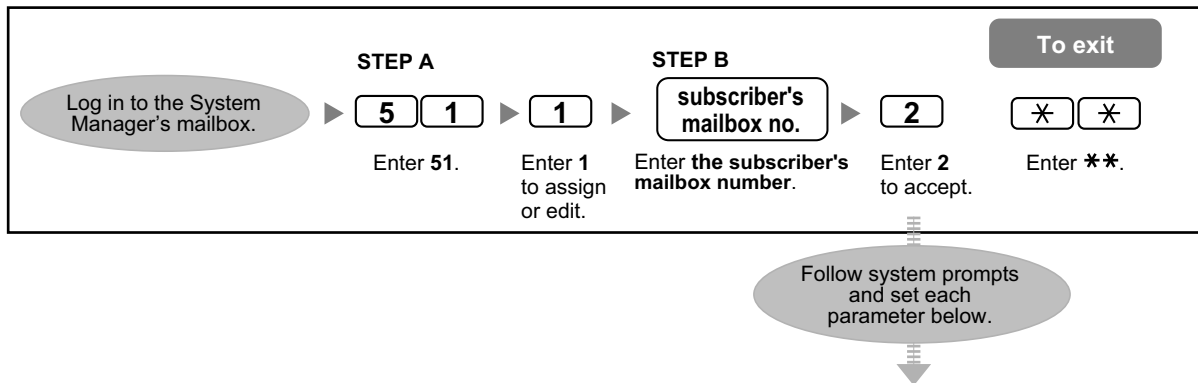 To exit
STEP A
STEP B
Log in to the System
Manager's mailbox.
5 1
1
subscriber's
mailbox no.
2
* *
Enter 51.
Enter 1
to assign
or edit.
Enter the subscriber's
mailbox number.
Enter 2
to accept.
Enter **.
Follow system prompts
and set each
parameter below.